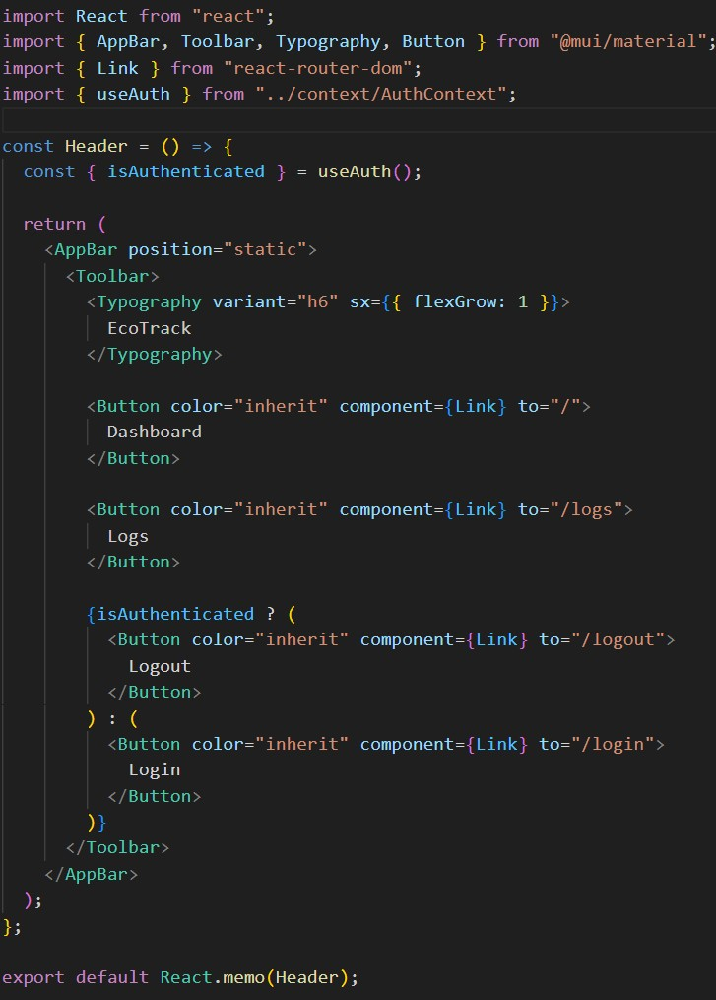 import React from "react";
import { AppBar, Toolbar, Typography, Button } from "@mui/material";
import { Link } from "react-router-dom";
import { useAuth } from "../context/AuthContext";

const Header = () => {
  const { isAuthenticated } = useAuth();

  return (
    <AppBar position="static">
      <Toolbar>
        <Typography variant="h6" sx={{ flexGrow: 1 }}>
          EcoTrack
        </Typography>

        <Button color="inherit" component={Link} to="/">
          Dashboard
        </Button>

        <Button color="inherit" component={Link} to="/logs">
          Logs
        </Button>

        {isAuthenticated ? (
          <Button color="inherit" component={Link} to="/logout">
            Logout
          </Button>
        ) : (
          <Button color="inherit" component={Link} to="/login">
            Login
          </Button>
        )}
      </Toolbar>
    </AppBar>
  );
};

export default React.memo(Header);